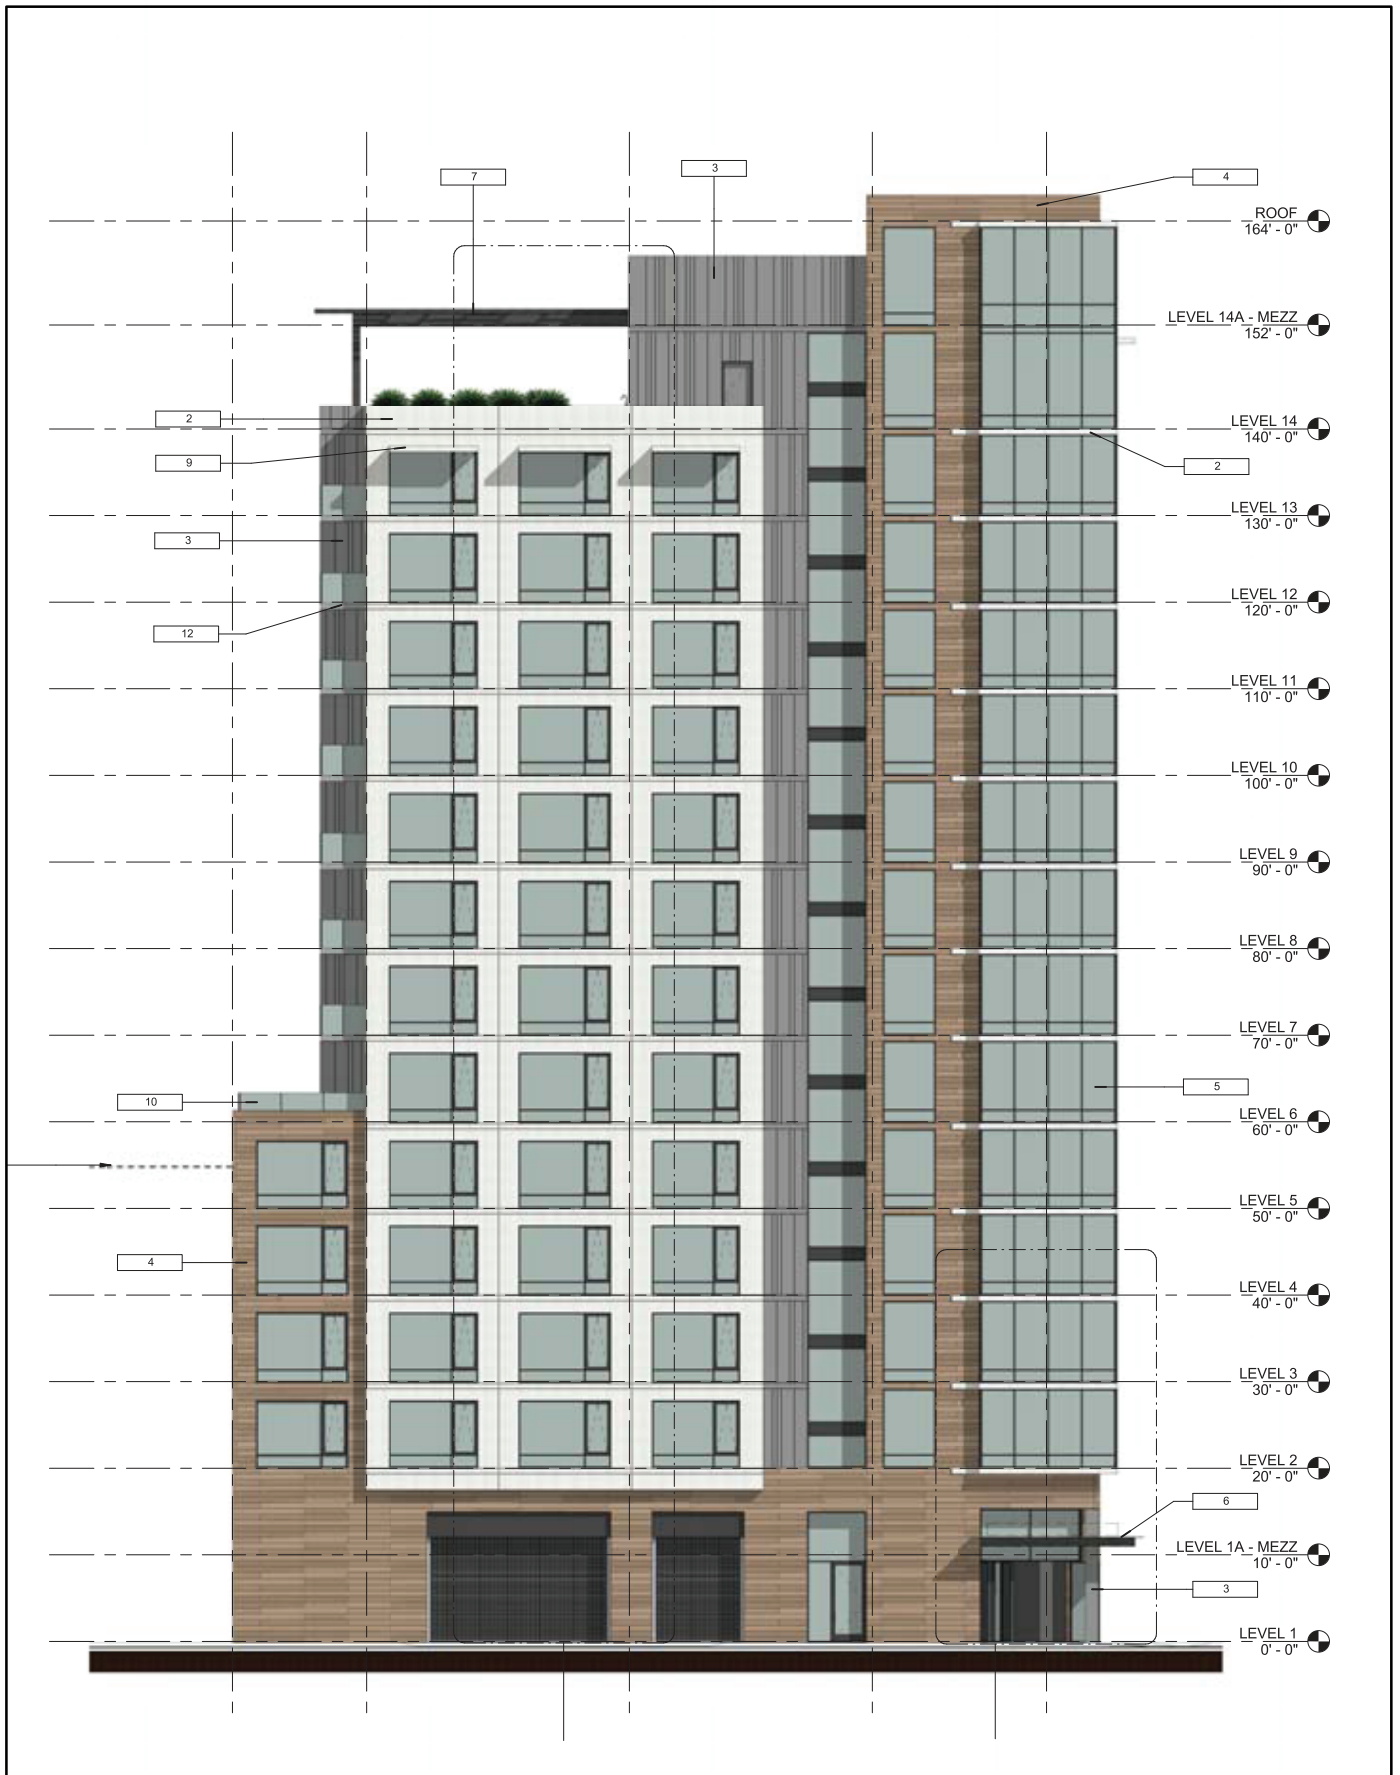 7
3
4
ROOF
164' - 0"
LEVEL 14A - MEZZ
152' - 0"
2
LEVEL 14
140' - 0"
9
2
LEVEL 13
130' - 0"
3
LEVEL 12
120' - 0"
12
LEVEL 11
110' - 0"
LEVEL 10
100' - 0"
LEVEL 9
90' - 0"
LEVEL 8
80' - 0"
LEVEL 7
70' - 0"
5
10
LEVEL 6
60' - 0"
LEVEL 5
50' - 0"
4
LEVEL 4
40' - 0"
LEVEL 3
30' - 0"
LEVEL 2
20' - 0"
6
LEVEL 1A - MEZZ
10' - 0"
3
LEVEL 1
0' - 0"